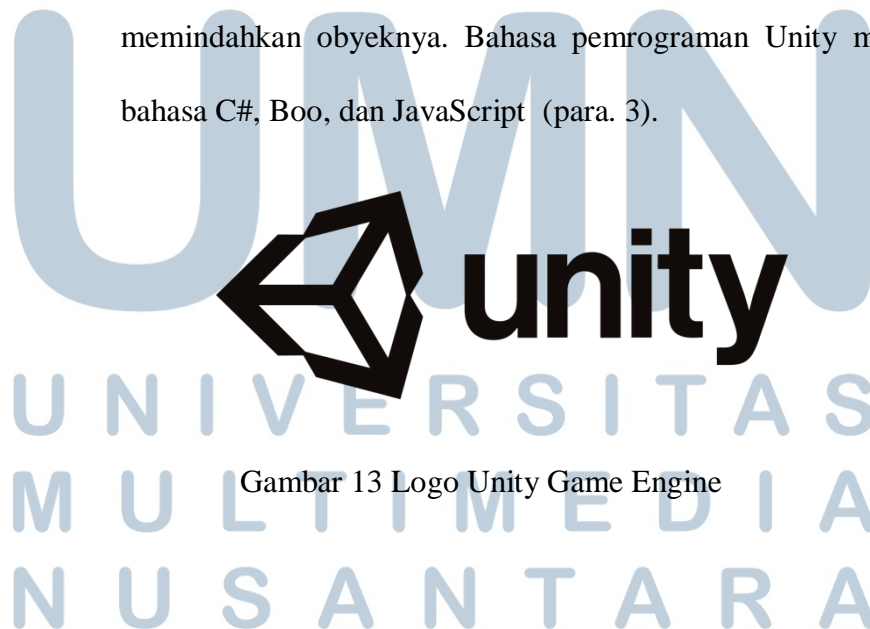 memindahkan obyeknya. Bahasa pemrograman Unity
bahasa C#, Boo, dan JavaScript (para. 3).
UMN
unity
UNIVERSITAS
Gambar 13 Logo Unity Game Engine
MULTIMEDIA
NUSANTARA